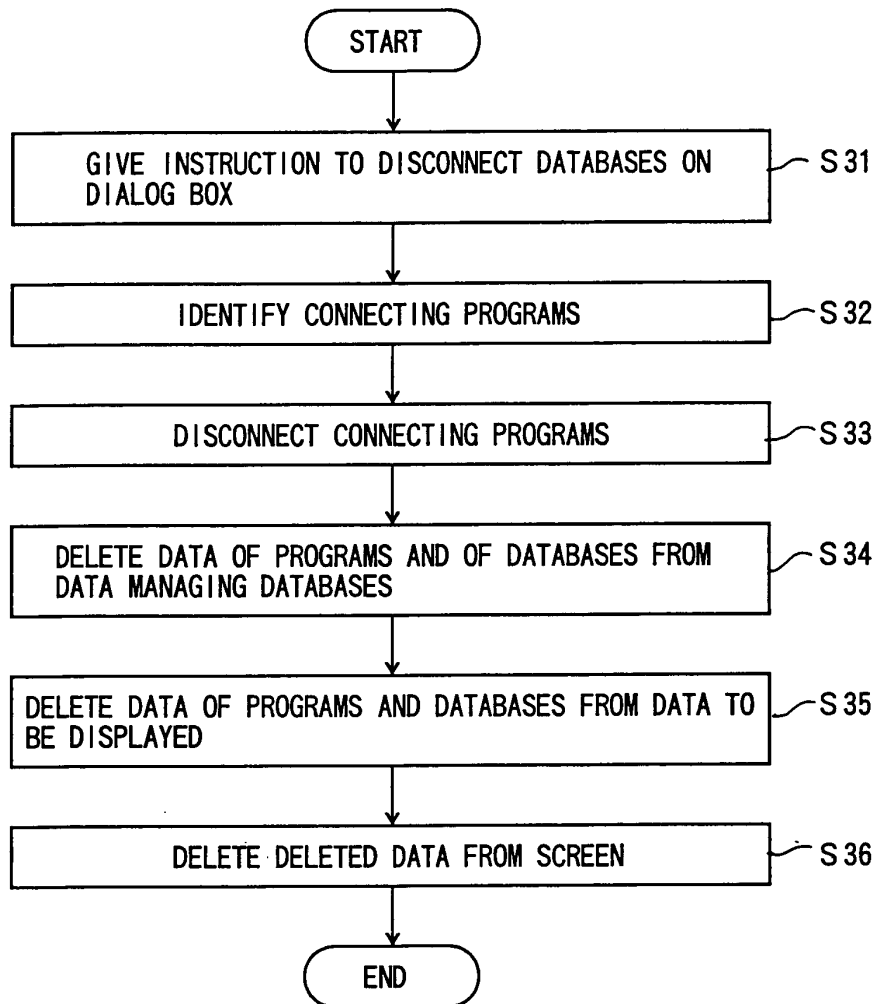 START
GIVE INSTRUCTION TO DISCONNECT DATABASES ON
DIALOG BOX
S31
IDENTIFY CONNECTING PROGRAMS
S32
DISCONNECT CONNECTING PROGRAMS
S33
DELETE DATA OF PROGRAMS AND OF DATABASES FROM
DATA MANAGING DATABASES
S34
DELETE DATA OF PROGRAMS AND DATABASES FROM DATA TO
BE DISPLAYED
S35
DELETE DELETED DATA FROM SCREEN
S36
END